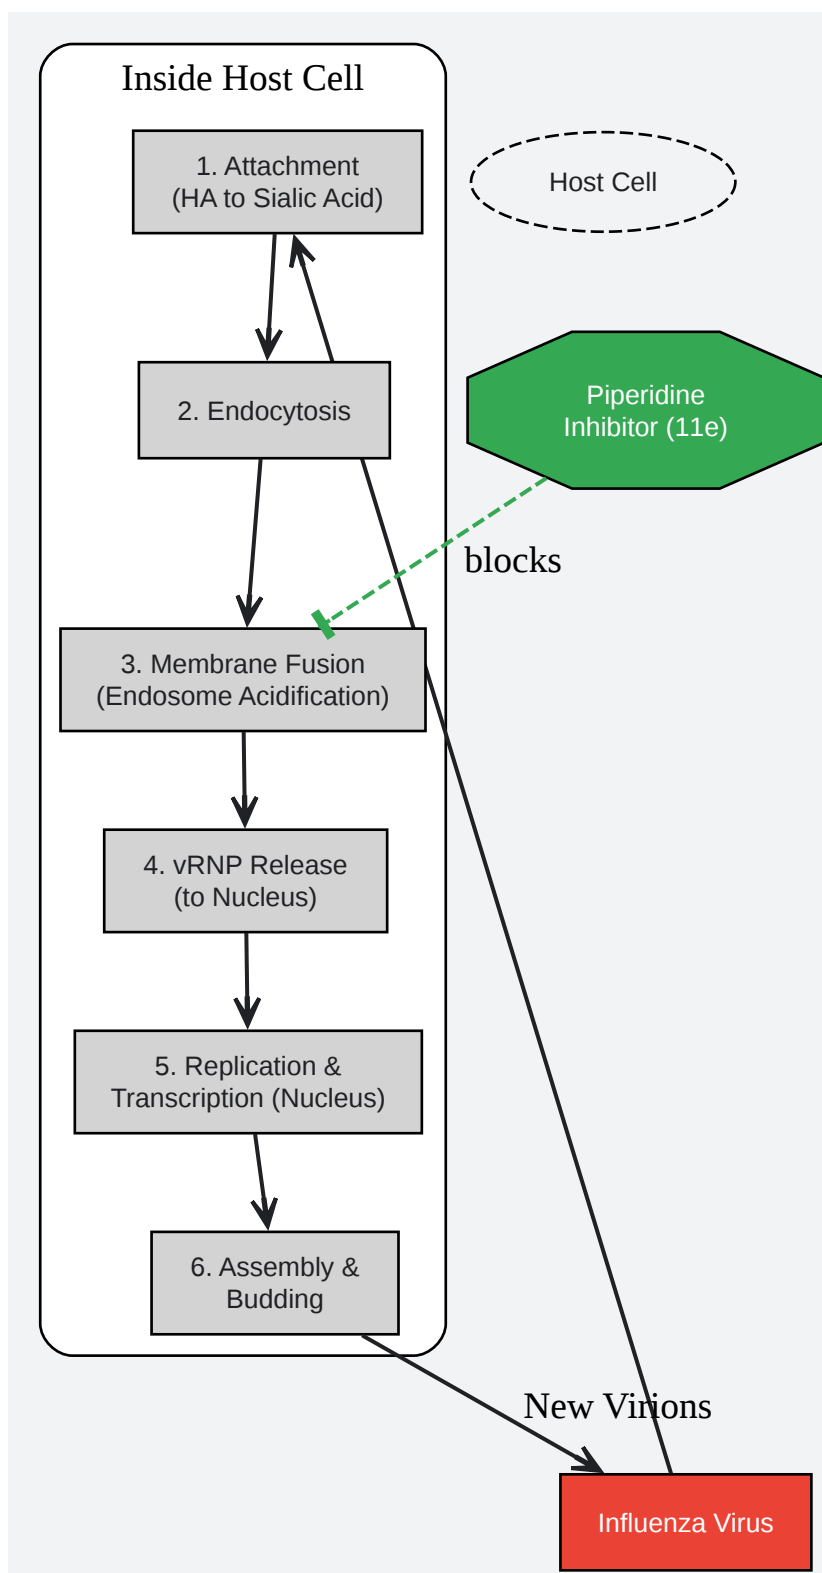 Inside Host Cell
1. Attachment
(HA to Sialic Acid)
Host Cell
2. Endocytosis
Piperidine
Inhibitor (11e)
blocks
3. Membrane Fusion
(Endosome Acidification)
4. vRNP Release
(to Nucleus)
5. Replication &
Transcription (Nucleus)
6. Assembly &
Budding
New Virions
Influenza Virus